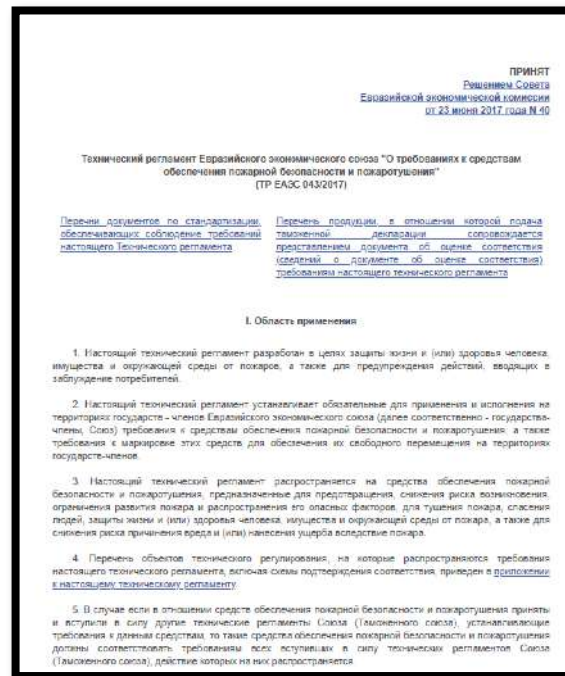 ПРИНЯТ
Решением Совета
Евразийской экономической комиссии
от 23 июня 2017 года N 40
Технический регламент Евразийского экономического союза "О требованиях к средствам
обеспечения пожарной безопасности и пожаротушения"
(ТР ЕАЭС 043/2017)
Перечни документов по стандартизации,
обеспечивающих соблюдение требований
настоящего Технического регламента
Перечень продукции, в отношении которой подача
таможенной декларации сопровождается
представлением документа об оценке соответствия
(сведений о документе об оценке соответствия)
требованиям настоящего технического регламента
I. Область применения
1. Настоящий технический регламент разработан в целях защиты жизни и (или) здоровья человека,
имущества и окружающей среды от пожаров, а также для предупреждения действий, вводящих в
заблуждение потребителей.
2. Настоящий технический регламент устанавливает обязательные для применения и исполнения на
территориях государств - членов Евразийского экономического союза (далее соответственно - государства-
члены, Союз) требования к средствам обеспечения пожарной безопасности и пожаротушения, а также
требования к маркировке этих средств для обеспечения их свободного перемещения на территориях
государств-членов.
3. Настоящий технический регламент распространяется на средства обеспечения пожарной
безопасности и пожаротушения, предназначенные для предотвращения, снижения риска возникновения,
ограничения развития пожара и распространения его опасных факторов, для тушения пожара, спасения
людей, защиты жизни и (или) здоровья человека, имущества и окружающей среды от пожара, а также для
снижения риска причинения вреда и (или) нанесения ущерба вследствие пожара.
4. Перечень объектов технического регулирования, на которые распространяются требования
настоящего технического регламента, включая схемы подтверждения соответствия, приведен в приложении
к настоящему техническому регламенту.
5. В случае если в отношении средств обеспечения пожарной безопасности и пожаротушения приняты
и вступили в силу другие технические регламенты Союза (Таможенного союза), устанавливающие
требования к данным средствам, то такие средства обеспечения пожарной безопасности и пожаротушения
должны соответствовать требованиям всех вступивших в силу технических регламентов Союза
(Таможенного союза), действие которых на них распространяется.